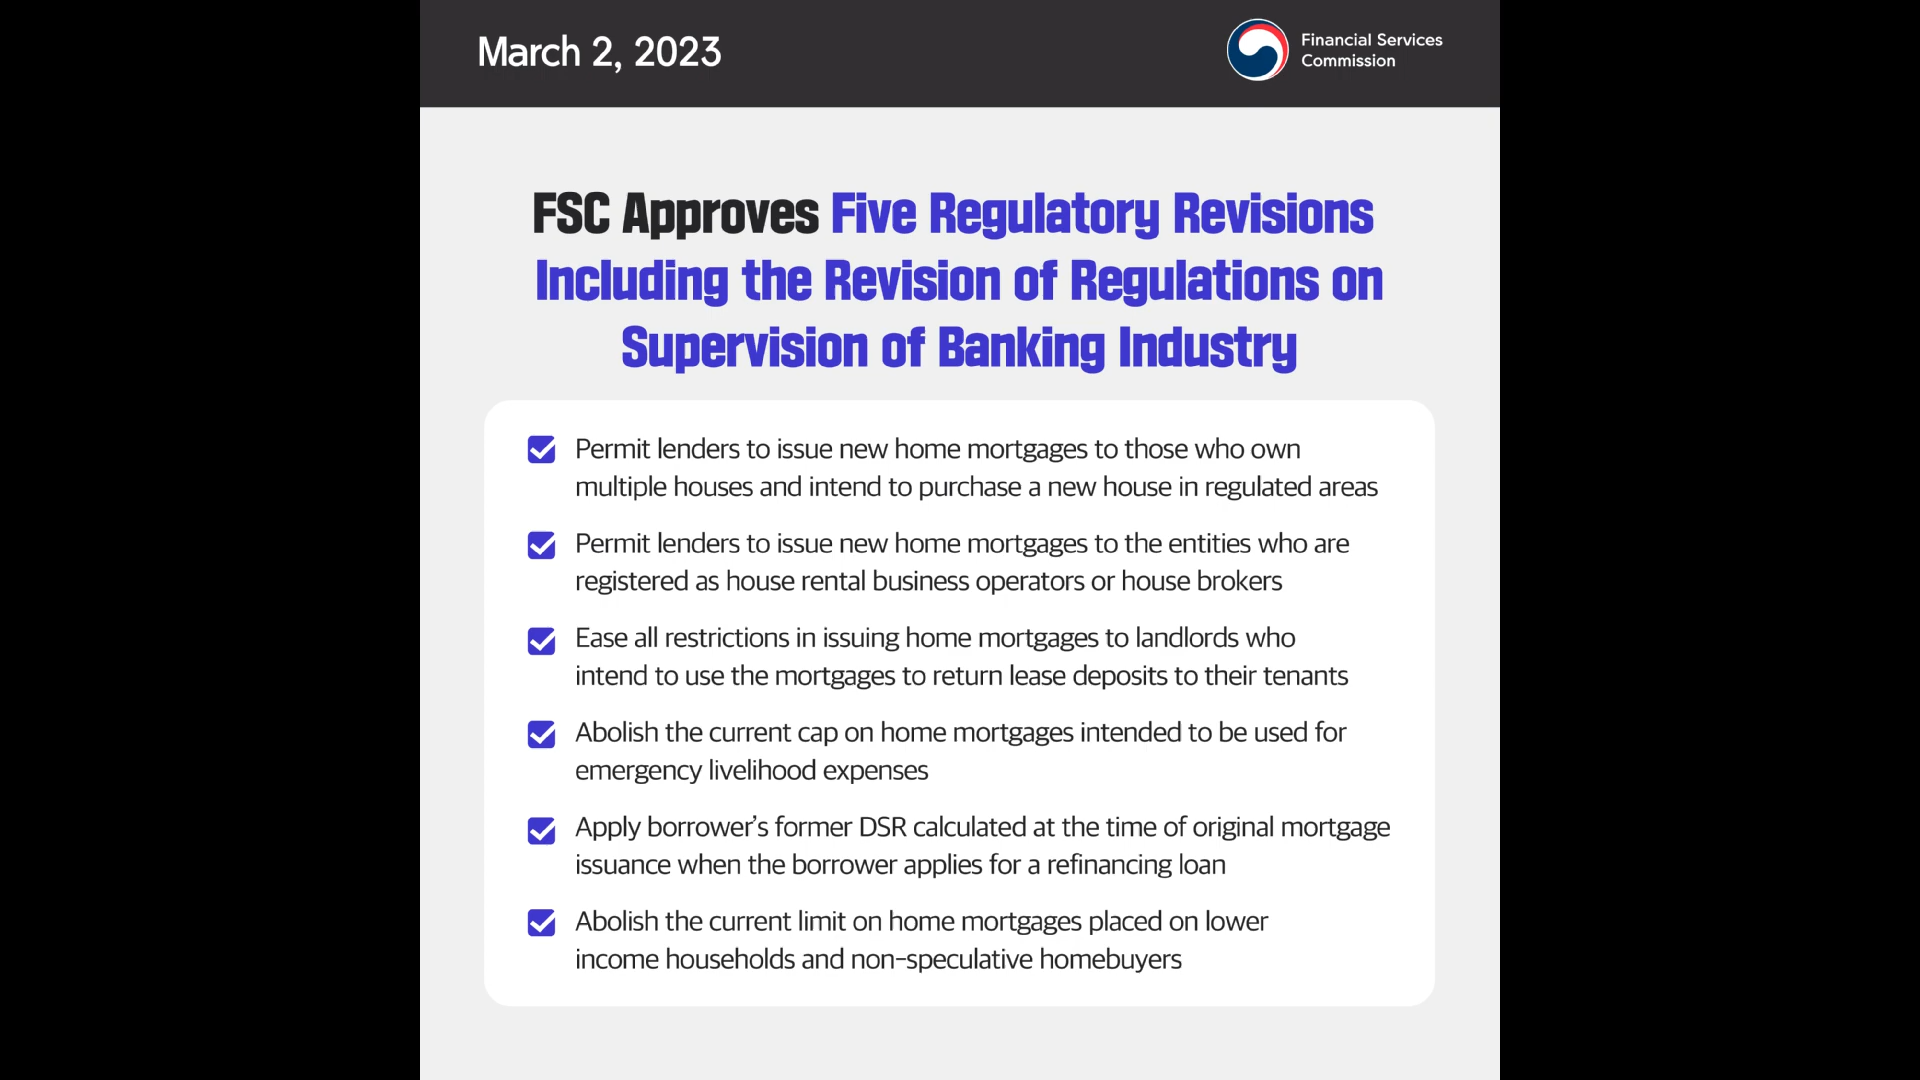 March 2, 2023
Financial Services
Commission
FSC Approves Five Regulatory Revisions
Including the Revision of Regulations on
Supervision of Banking Industry
Permit lenders to issue new home mortgages to those who own
multiple houses and intend to purchase a new house in regulated areas
Permit lenders to issue new home mortgages to the entities who are
registered as house rental business operators or house brokers
Ease all restrictions in issuing home mortgages to landlords who
intend to use the mortgages to return lease deposits to their tenants
Abolish the current cap on home mortgages intended to be used for
emergency livelihood expenses
Apply borrower’s former DSR calculated at the time of original mortgage
issuance when the borrower applies for a refinancing loan
Abolish the current limit on home mortgages placed on lower
income households and non-speculative homebuyers